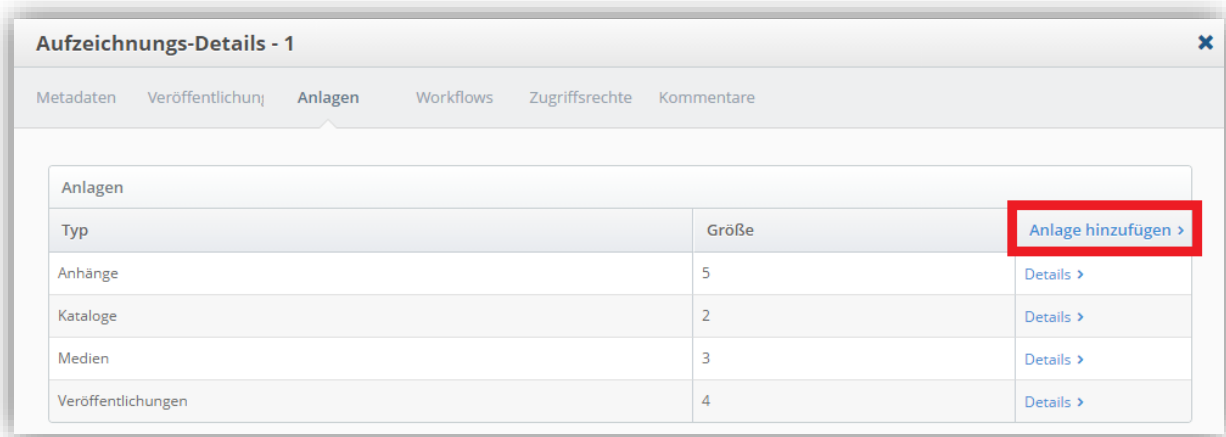 Aufzeichnungs-Details - 1
Metadaten Veröffentlichung Anlagen Workflows Zugriffsrechte Kommentare
Anlagen
Typ Größe Anlage hinzufügen >
Anhänge 5 Details >
Kataloge 2 Details >
Medien 3 Details >
Veröffentlichungen 4 Details >